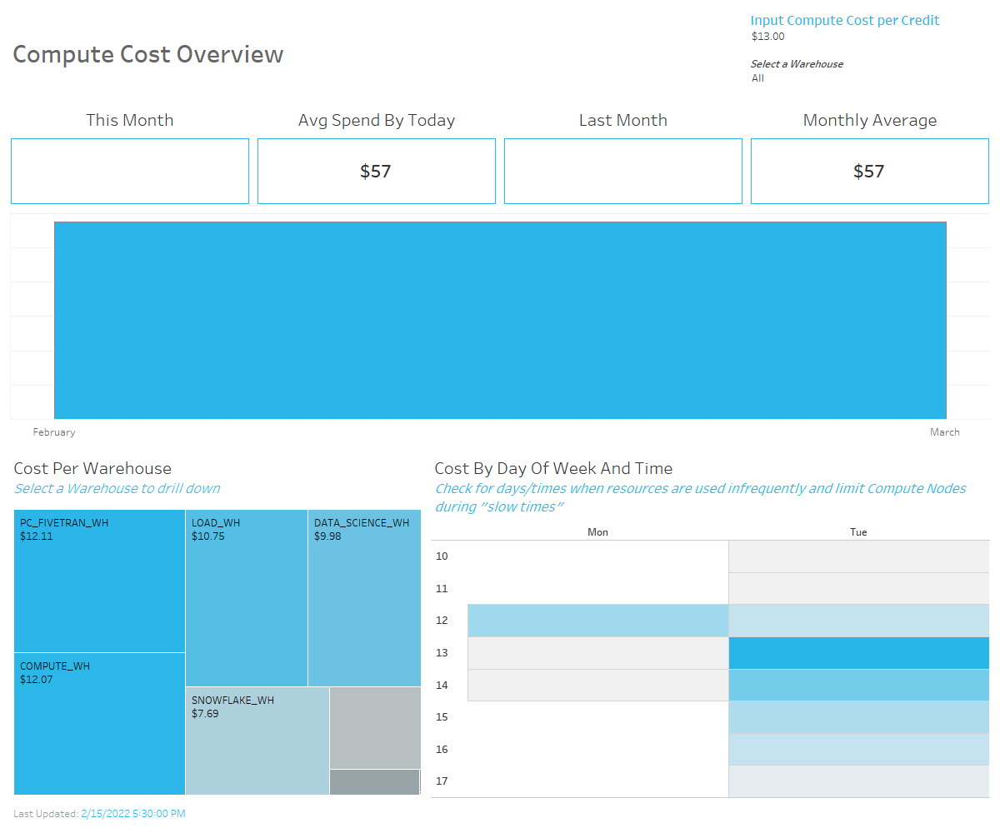 Input Compute Cost per Credit
$13.00
Compute Cost Overview
Select a Warehouse
All
This Month
Avg Spend By Today
Last Month
Monthly Average
$57
$57
February
March
Cost Per Warehouse
Select a Warehouse to drill down
PC_FIVETRAN_WH
$12.11
LOAD_WH
$10.75
DATA_SCIENCE_WH
$9.98
COMPUTE_WH
$12.07
SNOWFLAKE_WH
$7.69
Cost By Day Of Week And Time
Check for days/times when resources are used infrequently and limit Compute Nodes
during "slow times"
Mon
Tue
10
11
12
13
14
15
16
17
Last Updated: 2/15/2022 5:30:00 PM